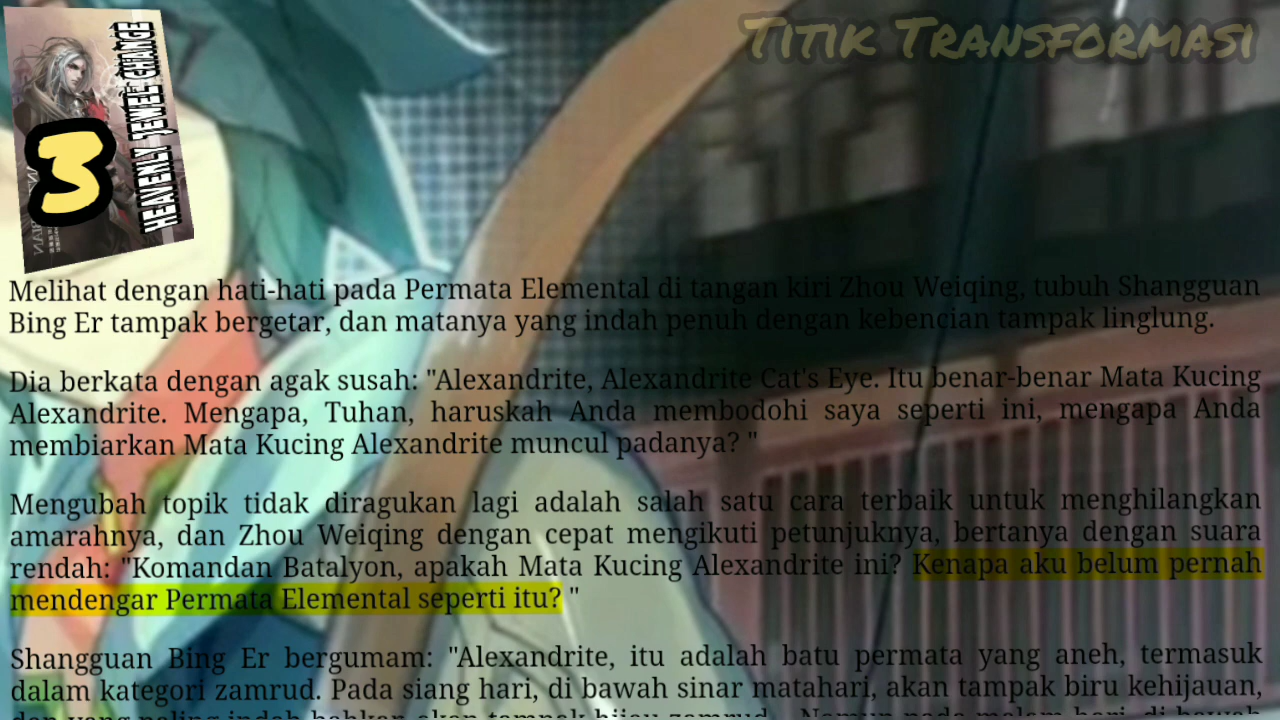 Titik Transformasi
HEAVENLY JEWEL CHANGE
3
Melihat dengan hati-hati pada Permata Elemental di tangan kiri Zhou Weiqing, tubuh Shangguan
Bing Er tampak bergetar, dan matanya yang indah penuh dengan kebencian tampak linglung.
Dia berkata dengan agak susah: "Alexandrite, Alexandrite Cat's Eye. Itu benar-benar Mata Kucing
Alexandrite. Mengapa, Tuhan, haruskah Anda membodohi saya seperti ini, mengapa Anda
membiarkan Mata Kucing Alexandrite muncul padanya? "
Mengubah topik tidak diragukan lagi adalah salah satu cara terbaik untuk menghilangkan
amarahnya, dan Zhou Weiqing dengan cepat mengikuti petunjuknya, bertanya dengan suara
rendah: "Komandan Batalyon, apakah Mata Kucing Alexandrite ini? Kenapa aku belum pernah
mendengar Permata Elemental seperti itu? "
Shangguan Bing Er bergumam: "Alexandrite, itu adalah batu permata yang aneh, termasuk
dalam kategori zamrud. Pada siang hari, di bawah sinar matahari, akan tampak biru kehijauan,